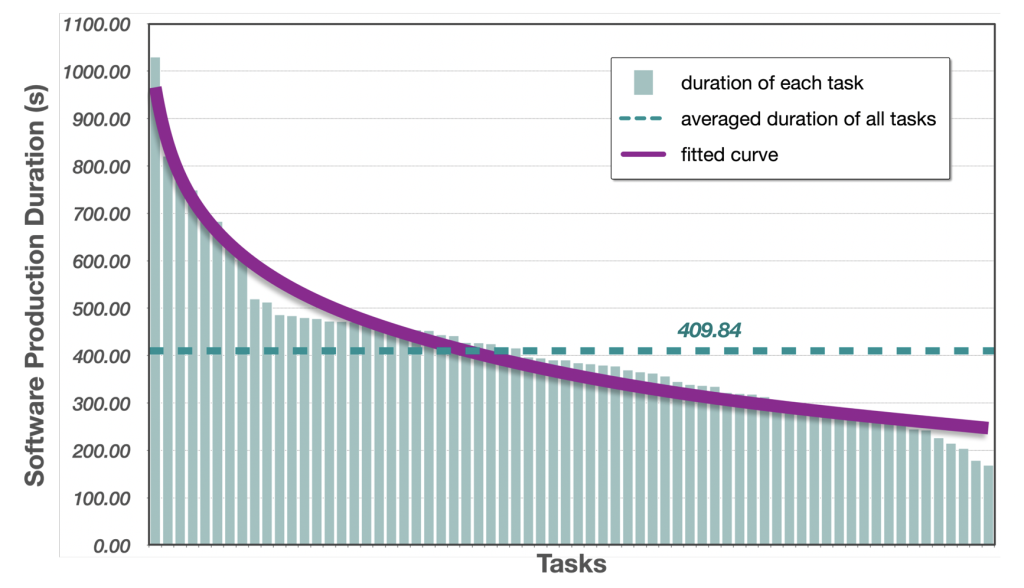 1100.00
1000.00
900.00
800.00
700.00
600.00
500.00
400.00
300.00
200.00
100.00
0.00
Software Production Duration (s)
duration of each task
averaged duration of all tasks
fitted curve
409.84
Tasks